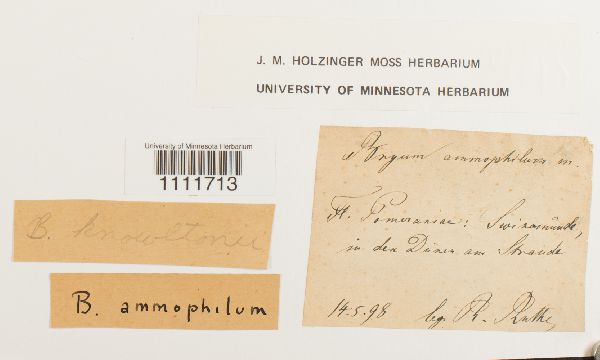 J. M. HOLZINGER MOSS HERBARIUM
UNIVERSITY OF MINNESOTA HERBARIUM
University of Minnesota Herbarium
1111713
B. knowltonii
B. ammophilum
Bryum ammophilum m.
Fl. Pomeraniae: Swinemünde,
in den Dünen am Strande
14.5.98 leg. R. Ruthe